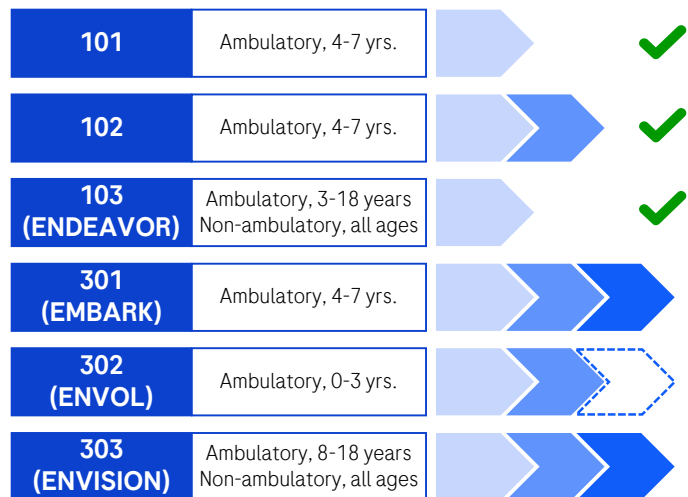 101
Ambulatory, 4-7 yrs.
102
Ambulatory, 4-7 yrs.
103
(ENDEAVOR)
Ambulatory, 3-18 years
Non-ambulatory, all ages
301
(EMBARK)
Ambulatory, 4-7 yrs.
302
(ENVOL)
Ambulatory, 0-3 yrs.
303
(ENVISION)
Ambulatory, 8-18 years
Non-ambulatory, all ages